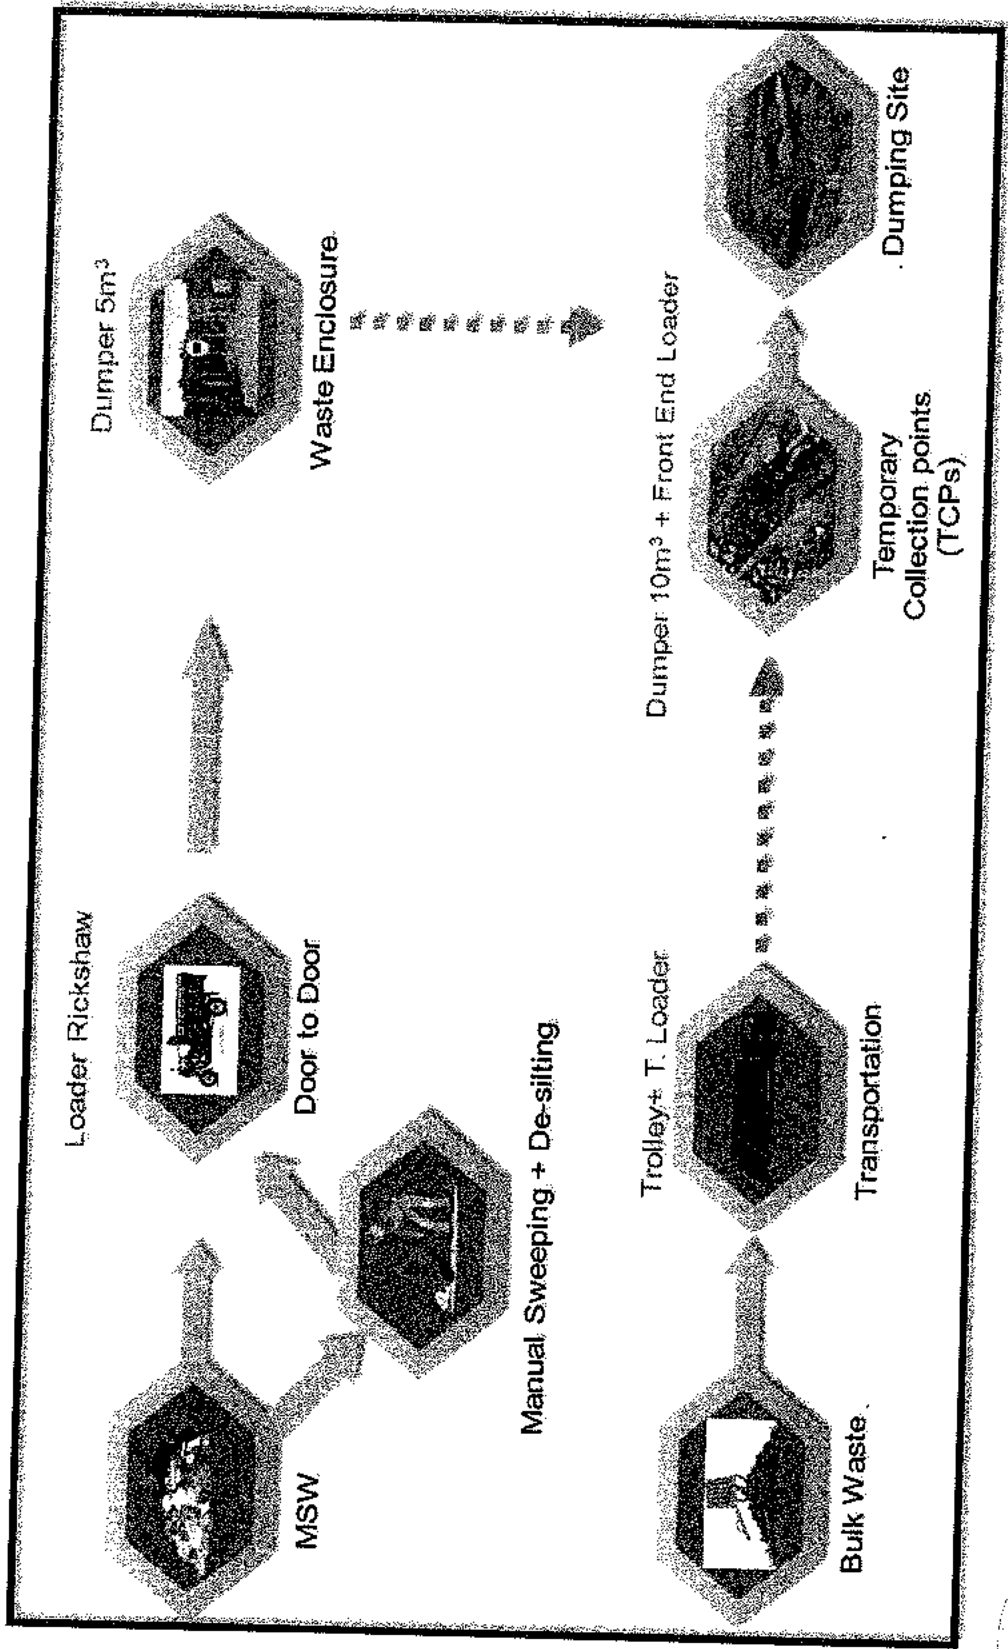 Loader Rickshaw
Dumper 5m³
MSW
Door to Door
Waste Enclosure
Manual Sweeping + De-silting
Trolley+ T. Loader
Dumper 10m³ + Front End Loader
Bulk Waste
Transportation
Temporary
Collection points
(TCPs)
Dumping Site